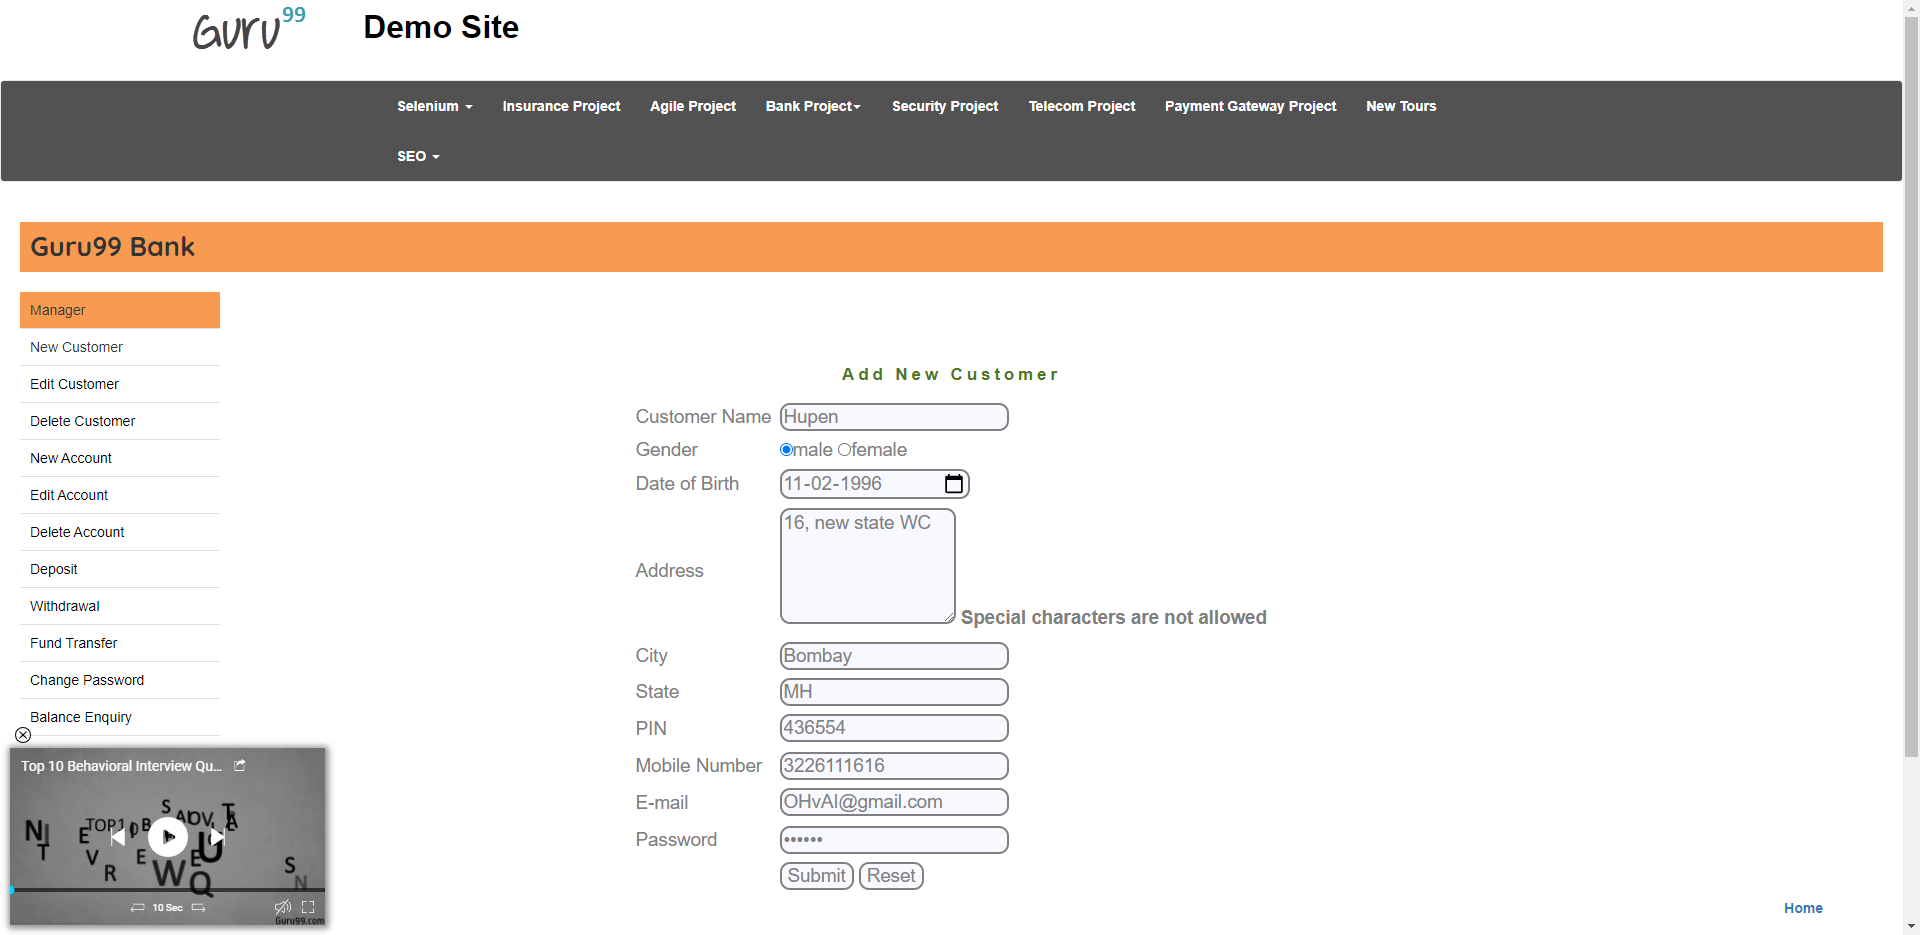 Guru99
Demo Site
Selenium Insurance Project Agile Project Bank Project Security Project Telecom Project Payment Gateway Project New Tours
SEO
Guru99 Bank
Manager
New Customer
Edit Customer
Delete Customer
New Account
Edit Account
Delete Account
Deposit
Withdrawal
Fund Transfer
Change Password
Balance Enquiry
Add New Customer
Customer Name Hupen
Gender male female
Date of Birth 11-02-1996
Address 16, new state WC
Special characters are not allowed
City Bombay
State MH
PIN 436554
Mobile Number 3226111616
E-mail OHvAl@gmail.com
Password ••••••
Submit Reset
Home
Top 10 Behavioral Interview Qu...
10 Sec
Guru99.com